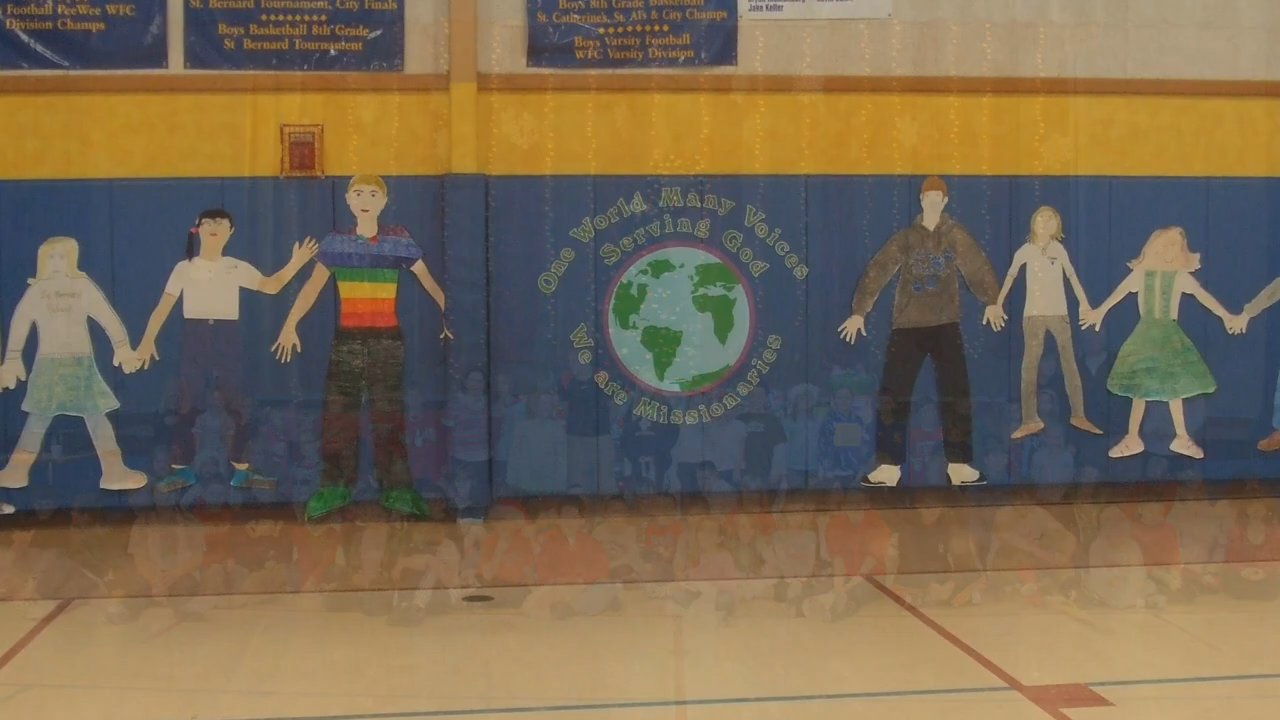 Football PeeWee WFC
Division Champs
St. Bernard Tournament, City Finals
Boys Basketball 8th Grade
St Bernard Tournament
Boys 8th Grade Basketball
St. Catherine's, St. Al's & City Champs
Boys Varsity Football
WFC Varsity Division
Jake Keller
One World Many Voices
Serving God
We are Missionaries